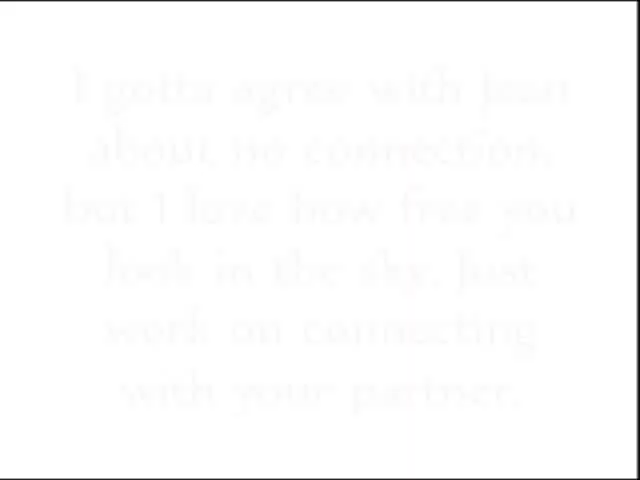 I gotta agree with Jean
about no connection,
but I love how free you
look in the sky. Just
work on connecting
with your partner.